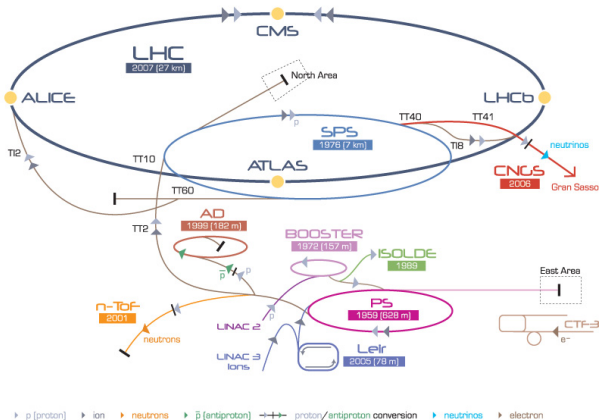 CMS
LHC
2007 (27 km)
North Area
ALICE
LHCb
TT40
TT41
SPS
1976 (7 km)
TI8
neutrinos
TI2
TT10
ATLAS
CNGS
2006
Gran Sasso
TT60
AD
1999 (182 m)
TT2
BOOSTER
1972 (157 m)
ISOLDE
1989
p
p̅
p
East Area
n-ToF
2001
PS
1959 (628 m)
LINAC 2
p
neutrons
CTF-3
e-
LINAC 3
Ions
Leir
2005 (78 m)
p (proton) ion neutrons p̅ (antiproton) proton/antiproton conversion neutrinos electron